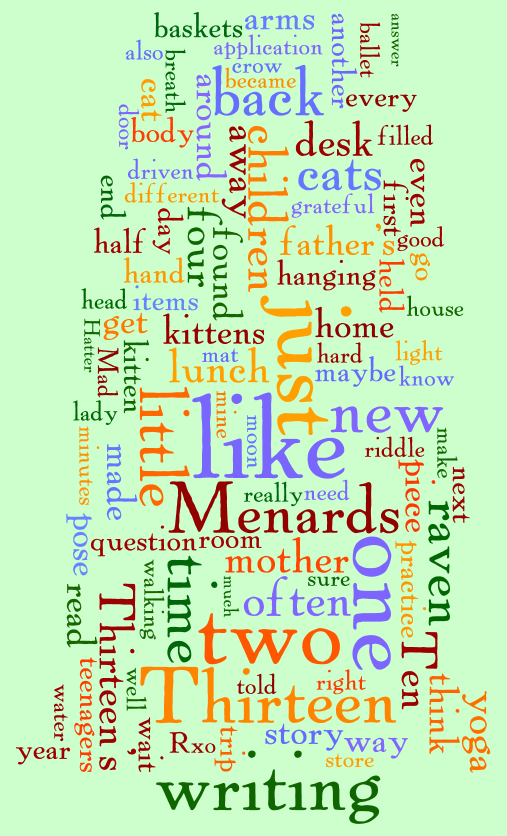 baskets
arms
another
ballet
answer
also
breath
application
crow
became
back
every
cat
around
door
body
away
children
desk
filled
driven
cats
even
different
grateful
first
end
day
four
found
father's
good
go
half
hand
hanging
held
head
items
just
house
Hatter
get
kittens
home
Mad
kitten
mat
hard
light
lunch
maybe
know
lady
little
like
mine
moon
new
minutes
made
riddle
make
next
piece
really
need
Menards
raven
pose
question
room
one
mother
practice
walking
time
much
sure
often
read
Thirteen's
two
Ten
teenagers
well
Thirteen
told
right
think
yoga
water
wait
year
Rxo
trip
story
way
store
writing